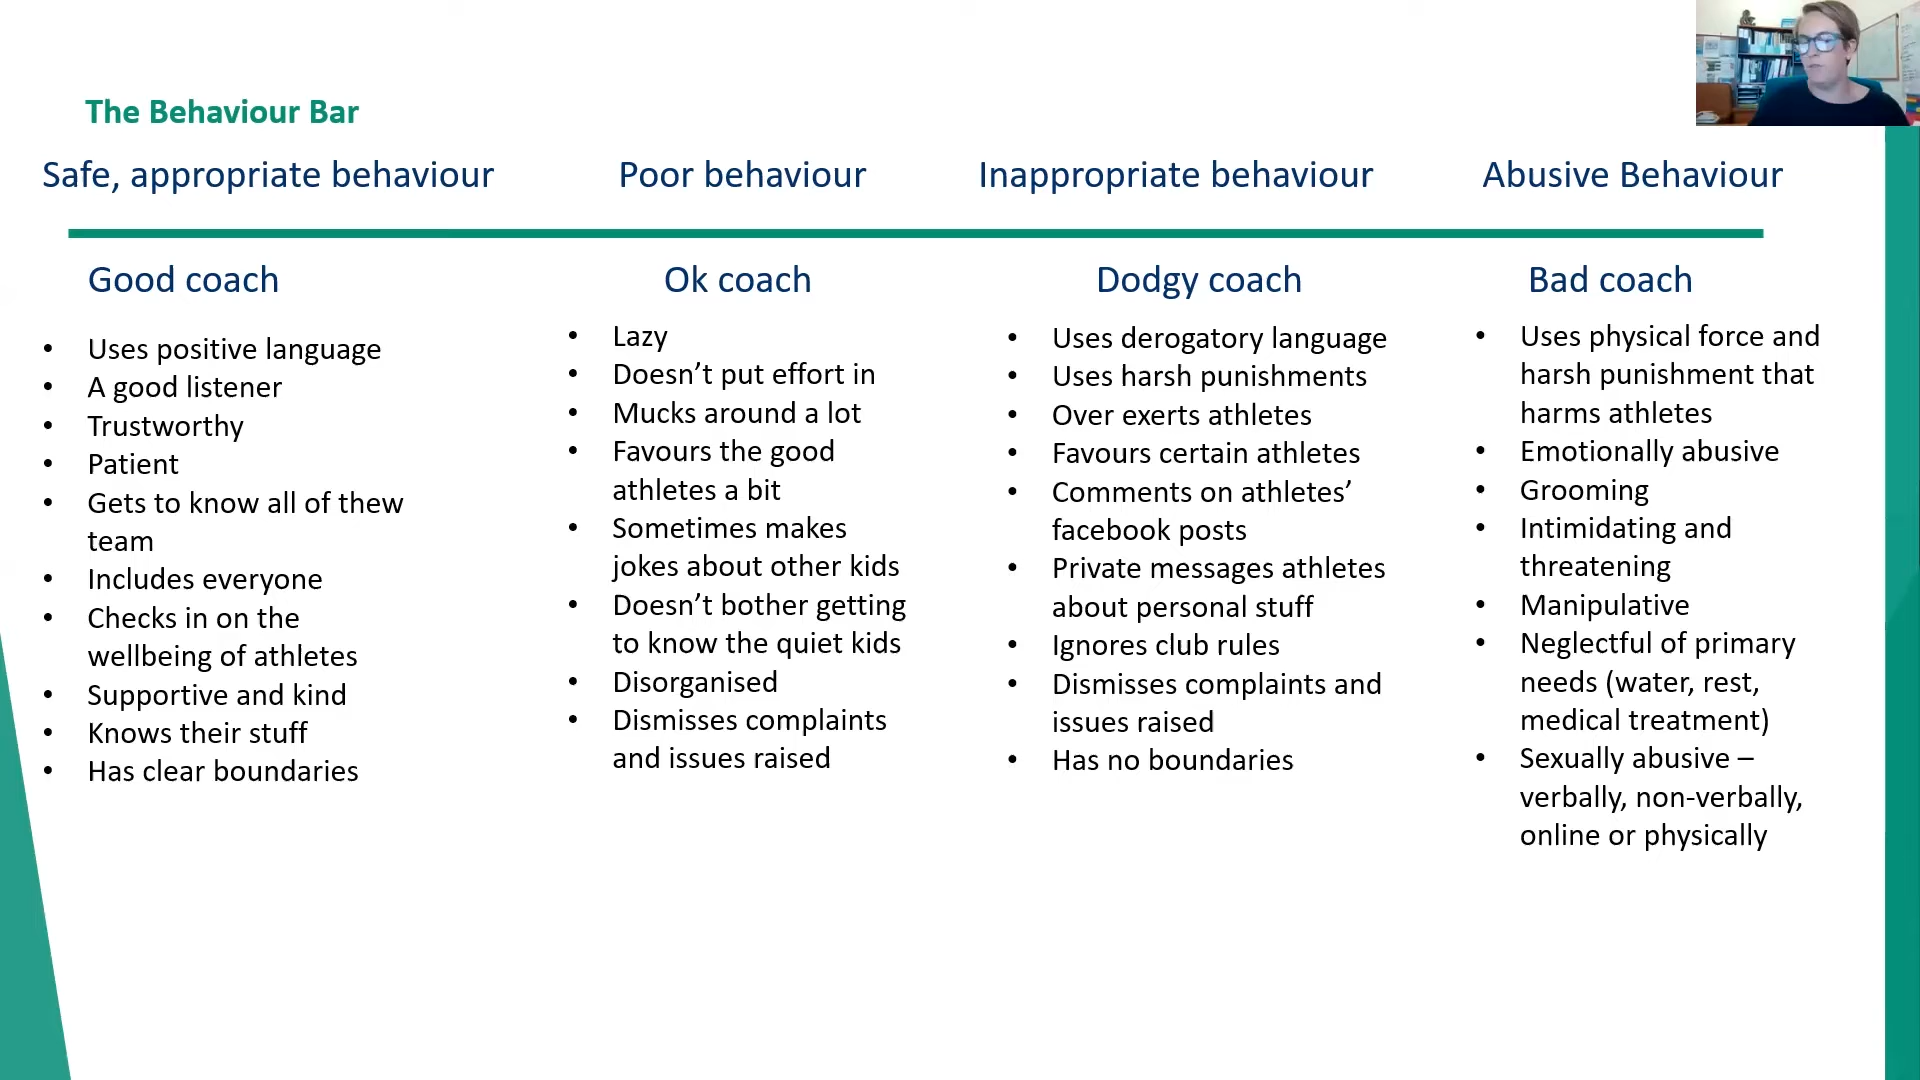 The Behaviour Bar
Safe, appropriate behaviour
Poor behaviour
Inappropriate behaviour
Abusive Behaviour
Good coach
• Uses positive language
• A good listener
• Trustworthy
• Patient
• Gets to know all of thew
team
• Includes everyone
• Checks in on the
wellbeing of athletes
• Supportive and kind
• Knows their stuff
• Has clear boundaries
Ok coach
• Lazy
• Doesn’t put effort in
• Mucks around a lot
• Favours the good
athletes a bit
• Sometimes makes
jokes about other kids
• Doesn’t bother getting
to know the quiet kids
• Disorganised
• Dismisses complaints
and issues raised
Dodgy coach
• Uses derogatory language
• Uses harsh punishments
• Over exerts athletes
• Favours certain athletes
• Comments on athletes’
facebook posts
• Private messages athletes
about personal stuff
• Ignores club rules
• Dismisses complaints and
issues raised
• Has no boundaries
Bad coach
• Uses physical force and
harsh punishment that
harms athletes
• Emotionally abusive
• Grooming
• Intimidating and
threatening
• Manipulative
• Neglectful of primary
needs (water, rest,
medical treatment)
• Sexually abusive –
verbally, non-verbally,
online or physically